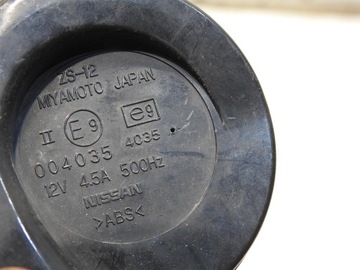 ZS-12
MIYAMOTO JAPAN
II E9 e9
004035 4035
12V 4.5A 500Hz
NISSAN
>ABS<